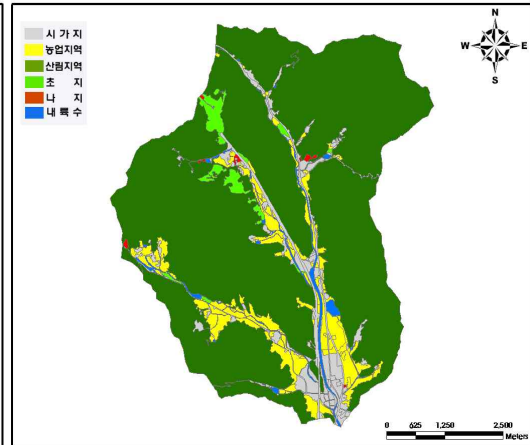 시 가 지
농업지역
산림지역
초 지
나 지
내 륙 수
N
W E
S
0 625 1,250 2,500
Meters